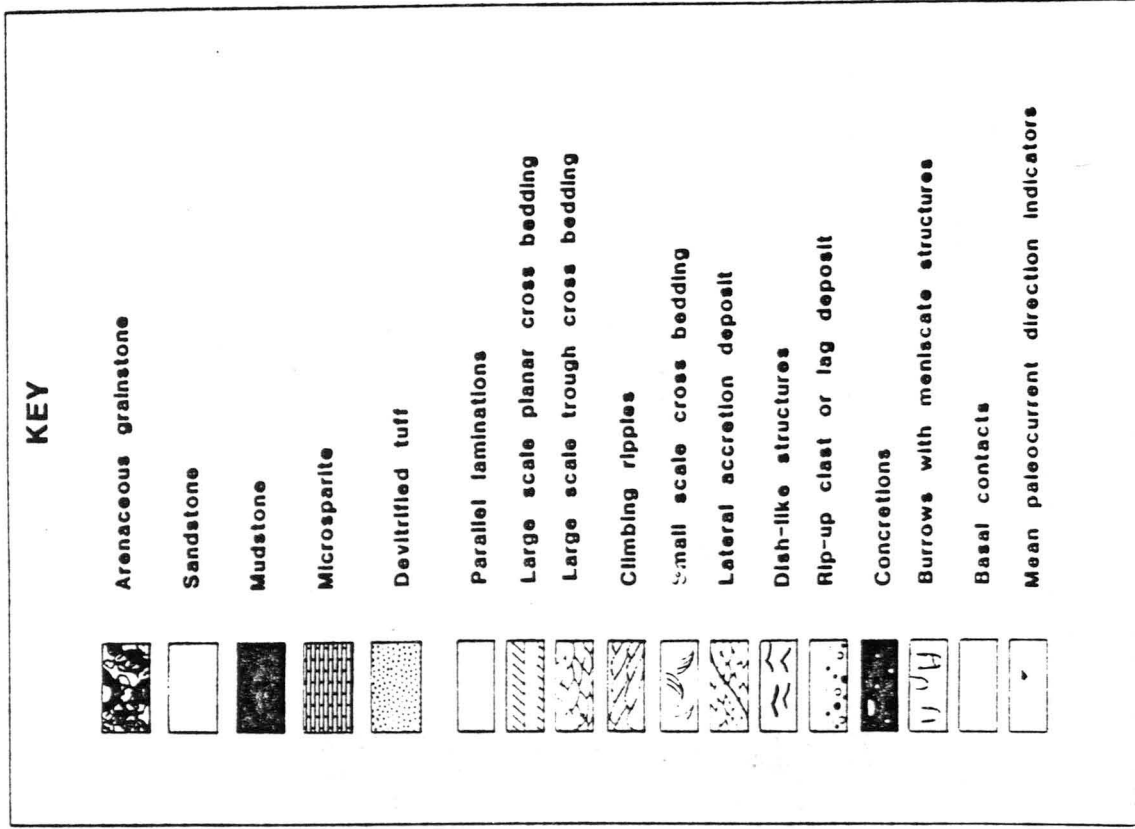 KEY
Arenaceous grainstone
Sandstone
Mudstone
Microsparite
Devitrified tuff
Parallel laminations
Large scale planar cross bedding
Large scale trough cross bedding
Climbing ripples
Small scale cross bedding
Lateral accretion deposit
Dish-like structures
Rip-up clast or lag deposit
Concretions
Burrows with meniscate structures
Basal contacts
Mean paleocurrent direction indicators